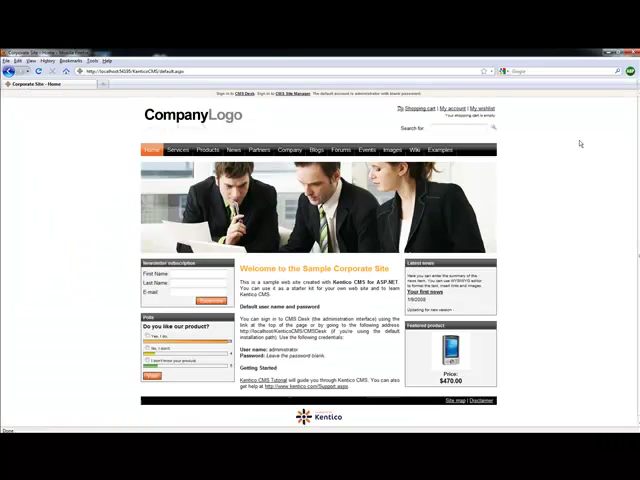 Corporate Site - Home - Mozilla Firefox
File Edit View History Bookmarks Tools Help
http://localhost:56035/KenticoCMS/default.aspx
Google
Corporate Site - Home
Sign in to CMS Desk. Sign in to CMS Site Manager. The default account is administrator with blank password.
CompanyLogo
Shopping cart | My account | My wishlist
Your shopping cart is empty
Search for:
Home Services Products News Partners Company Blogs Forums Events Images Wiki Examples
Newsletter subscription
First Name:
Last Name:
E-mail:
Polls
Do you like our product?
Yes, I do.
No, I don't.
I don't know your product
Vote
Welcome to the Sample Corporate Site
This is a sample web site created with Kentico CMS for ASP.NET.
You can use it as a starter kit for your own web site and to learn
Kentico CMS.
Default user name and password
You can sign in to CMS Desk (the administration interface) using the
link at the top of the page or by going to the following address
http://localhost/KenticoCMS/CMSDesk (if you're using the default
installation path). Use the following credentials:
User name: administrator
Password: Leave the password blank.
Getting Started
Kentico CMS Tutorial will guide you through Kentico CMS. You can also
get help at http://www.kentico.com/Support.aspx.
Latest news
Here you can enter the summary of the
news item. You can use WYSIWYG editor
to format the text, insert links and images.
Your first news
1/9/2008
Updating for new version -
Featured product
Price:
$470.00
Site map | Disclaimer
Kentico
Done